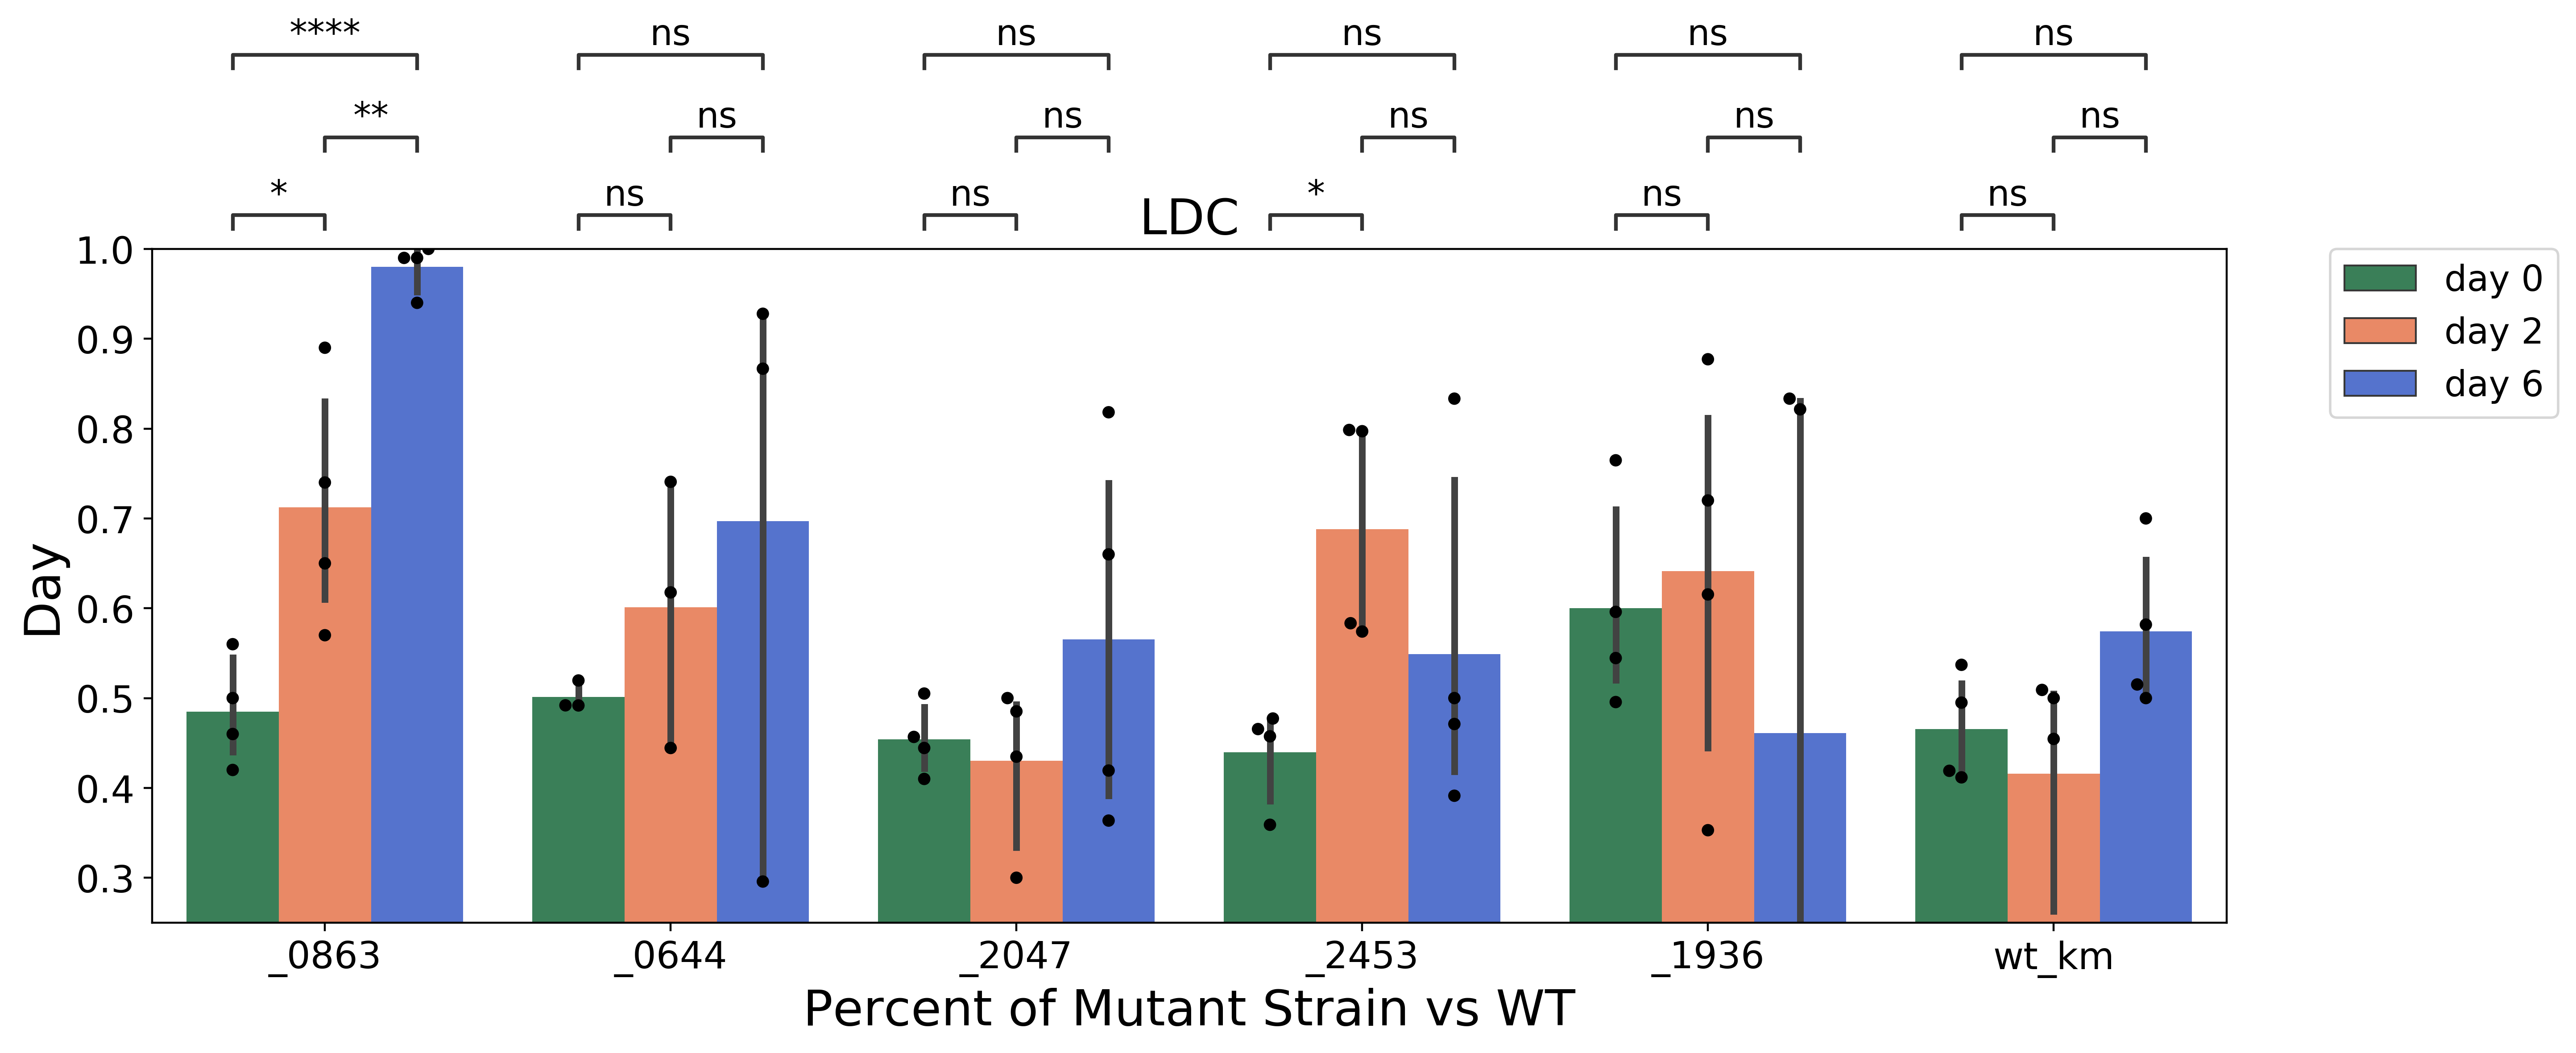 **** ns ns ns ns ns
** ns ns ns ns ns
* ns ns * ns ns
LDC
1.0
0.9
0.8
0.7
0.6
0.5
0.4
0.3
Day
day 0
day 2
day 6
_0863 _0644 _2047 _2453 _1936 wt_km
Percent of Mutant Strain vs WT